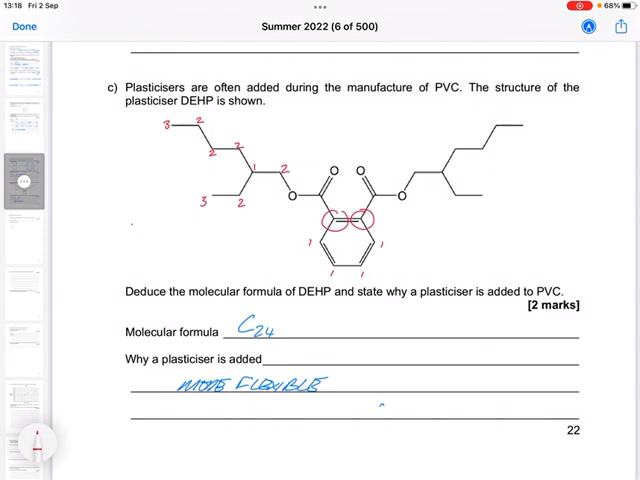 13:18 Fri 2 Sep
68%
Done
Summer 2022 (6 of 500)
c) Plasticisers are often added during the manufacture of PVC. The structure of the
plasticiser DEHP is shown.
3 2
2 2
1 2
3 2
O O
O O
1 1
1 1
Deduce the molecular formula of DEHP and state why a plasticiser is added to PVC.
[2 marks]
Molecular formula C24
Why a plasticiser is added
MORE FLEXIBLE
22